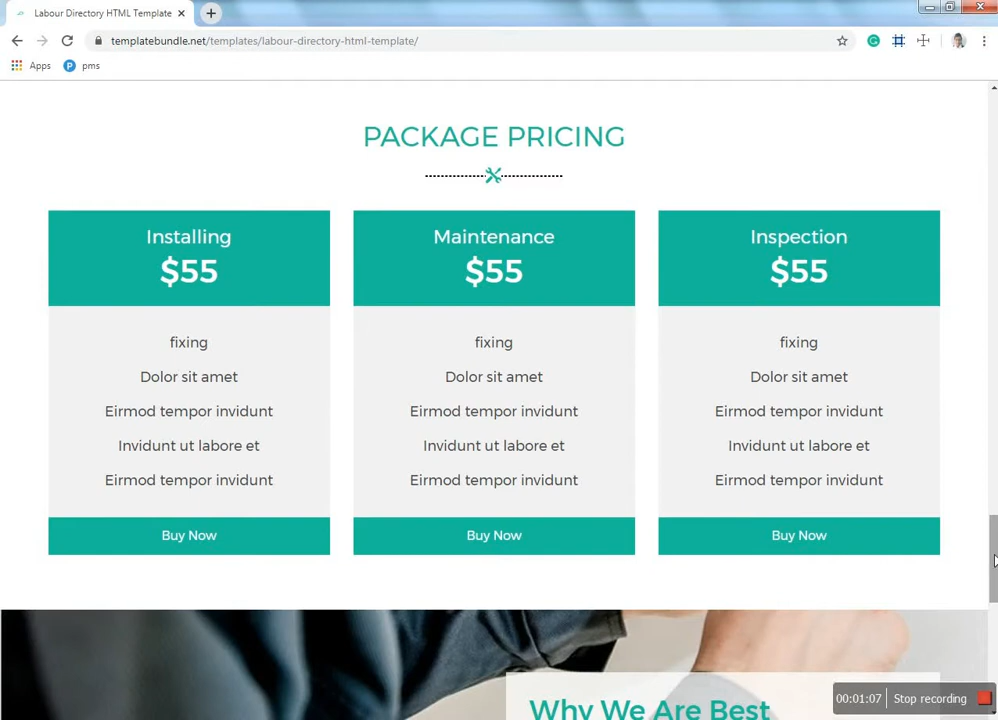 Labour Directory HTML Template
templatebundle.net/templates/labour-directory-html-template/
Apps
pms
PACKAGE PRICING
Installing
$55
fixing
Dolor sit amet
Eirmod tempor invidunt
Invidunt ut labore et
Eirmod tempor invidunt
Buy Now
Maintenance
$55
fixing
Dolor sit amet
Eirmod tempor invidunt
Invidunt ut labore et
Eirmod tempor invidunt
Buy Now
Inspection
$55
fixing
Dolor sit amet
Eirmod tempor invidunt
Invidunt ut labore et
Eirmod tempor invidunt
Buy Now
Why We Are Best
00:01:07 Stop recording